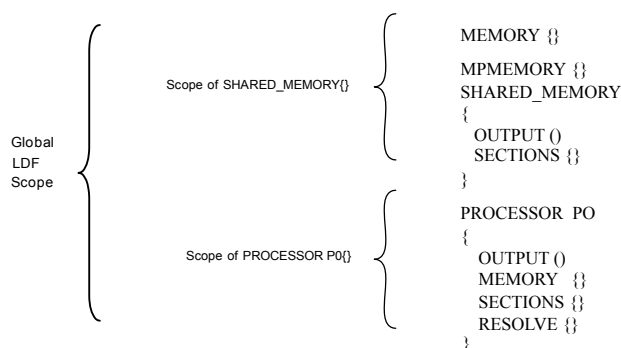 MEMORY {}
MPMEMORY {}
Scope of SHARED_MEMORY{}
SHARED_MEMORY
{
OUTPUT ()
SECTIONS {}
}
Global
LDF
Scope
PROCESSOR PO
{
Scope of PROCESSOR P0{}
OUTPUT ()
MEMORY {}
SECTIONS {}
RESOLVE {}
}